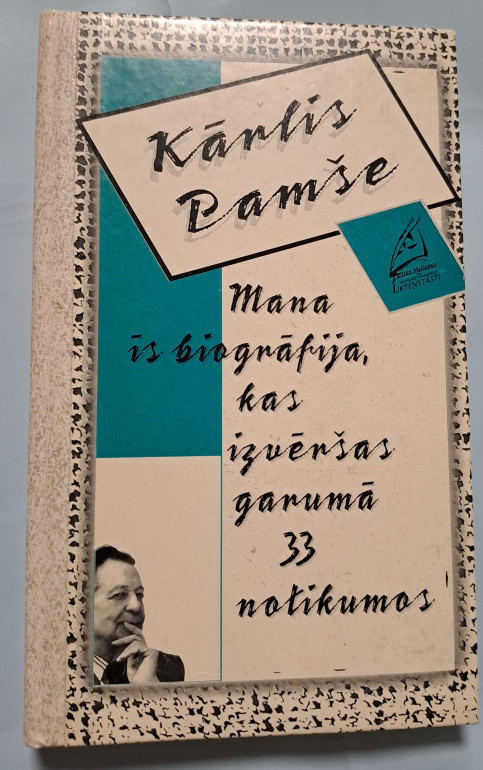 Kārlis
Pamše
LIKTENSTĀSTI
Mana
īs biogrāfija,
kas
izvēršas
garumā
33
notikumos